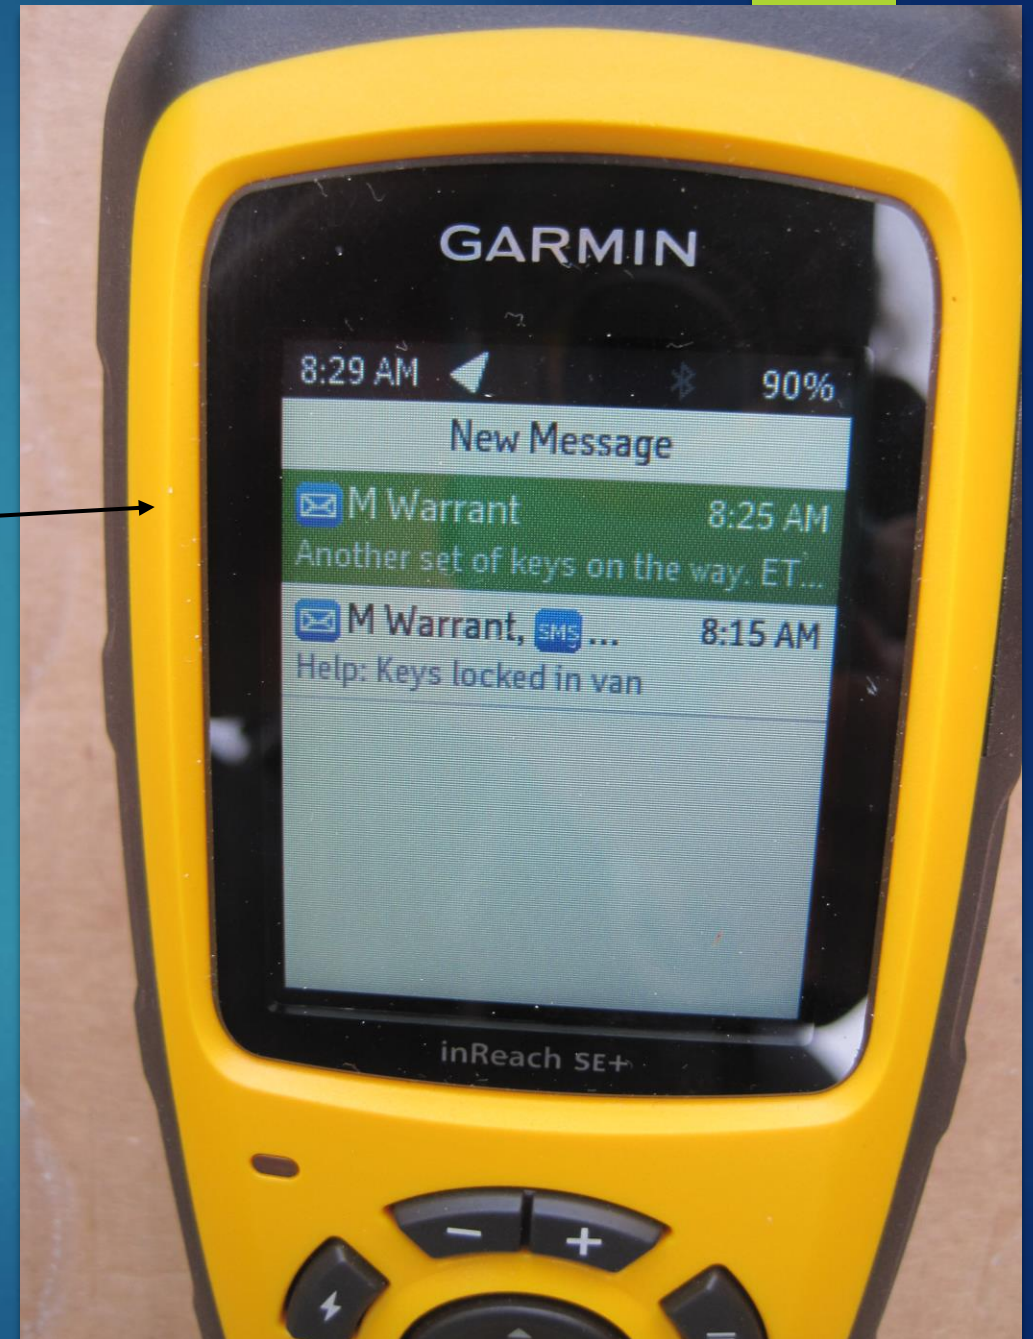 GARMIN
8:29 AM 90%
New Message
M Warrant 8:25 AM
Another set of keys on the way. ET...
M Warrant, SMS ... 8:15 AM
Help: Keys locked in van
inReach SE+
− +